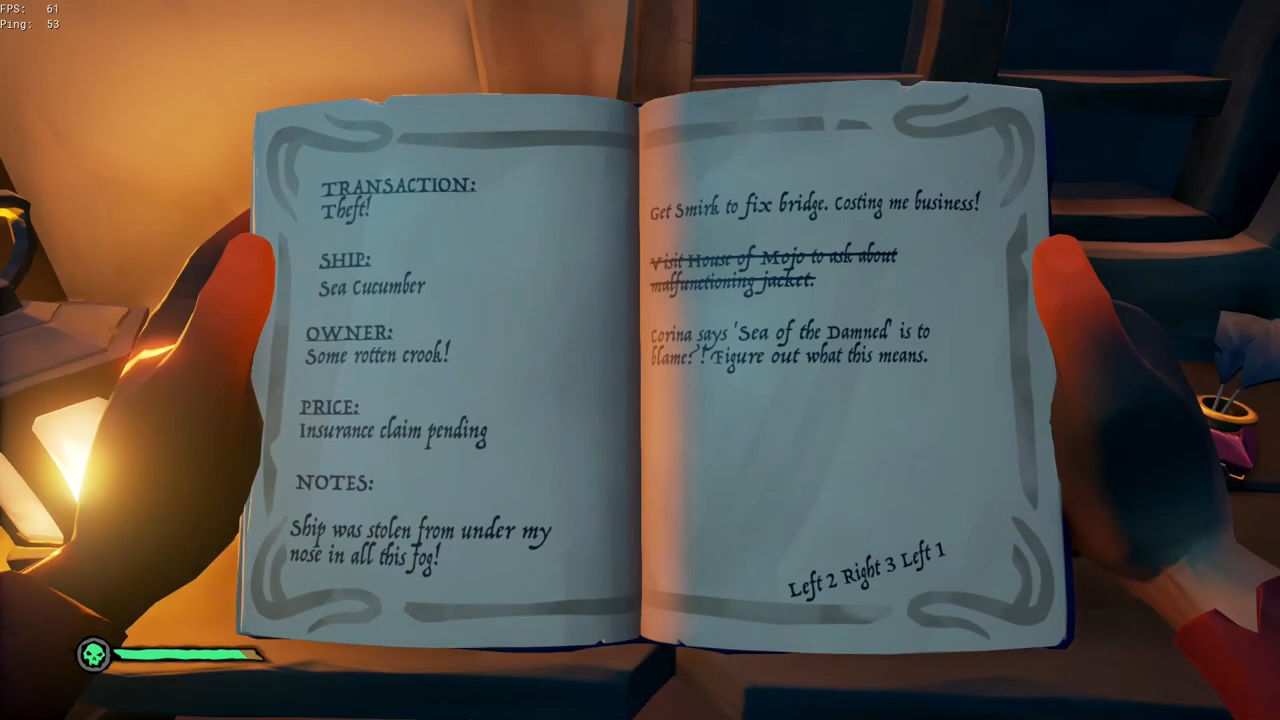 FPS: 61
Ping: 53
TRANSACTION:
Theft!
SHIP:
Sea Cucumber
OWNER:
Some rotten crook!
PRICE:
Insurance claim pending
NOTES:
Ship was stolen from under my
nose in all this fog!
Get Smirk to fix bridge. Costing me business!
Visit House of Mojo to ask about
malfunctioning jacket.
Corina says 'Sea of the Damned' is to
blame?! Figure out what this means.
Left 2 Right 3 Left 1